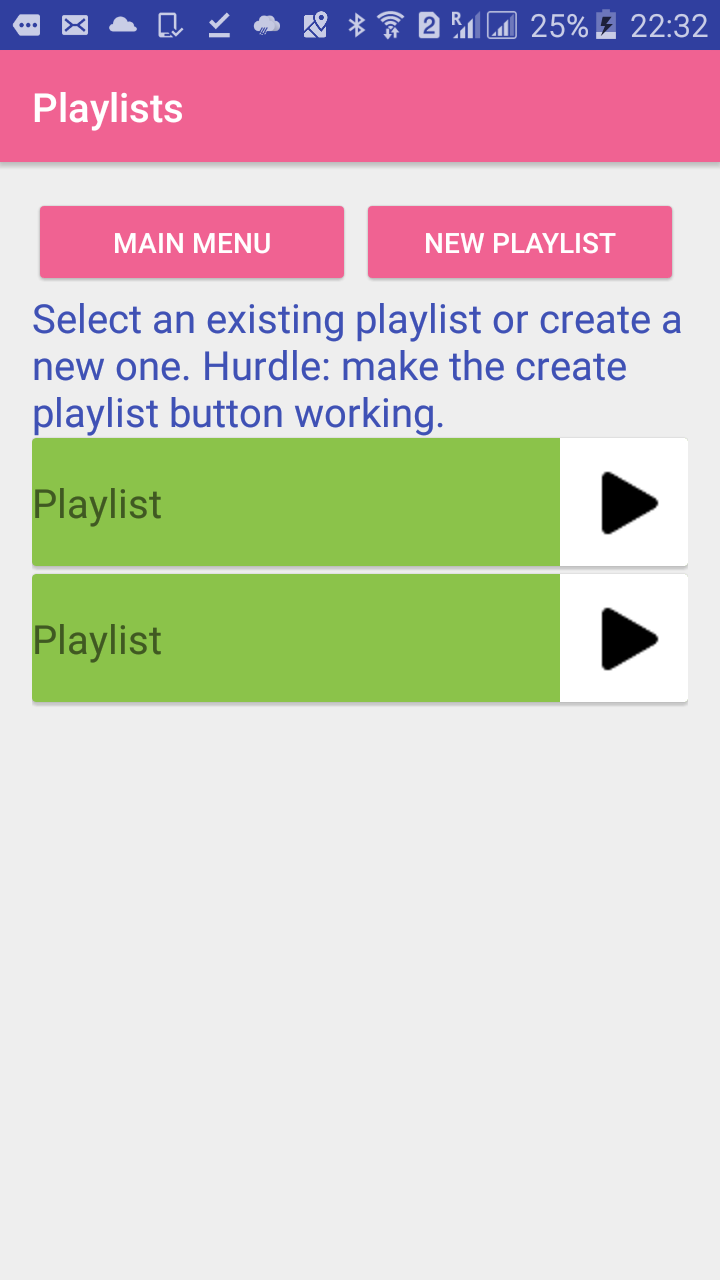 2 R 25% 22:32
Playlists
MAIN MENU NEW PLAYLIST
Select an existing playlist or create a
new one. Hurdle: make the create
playlist button working.
Playlist
Playlist